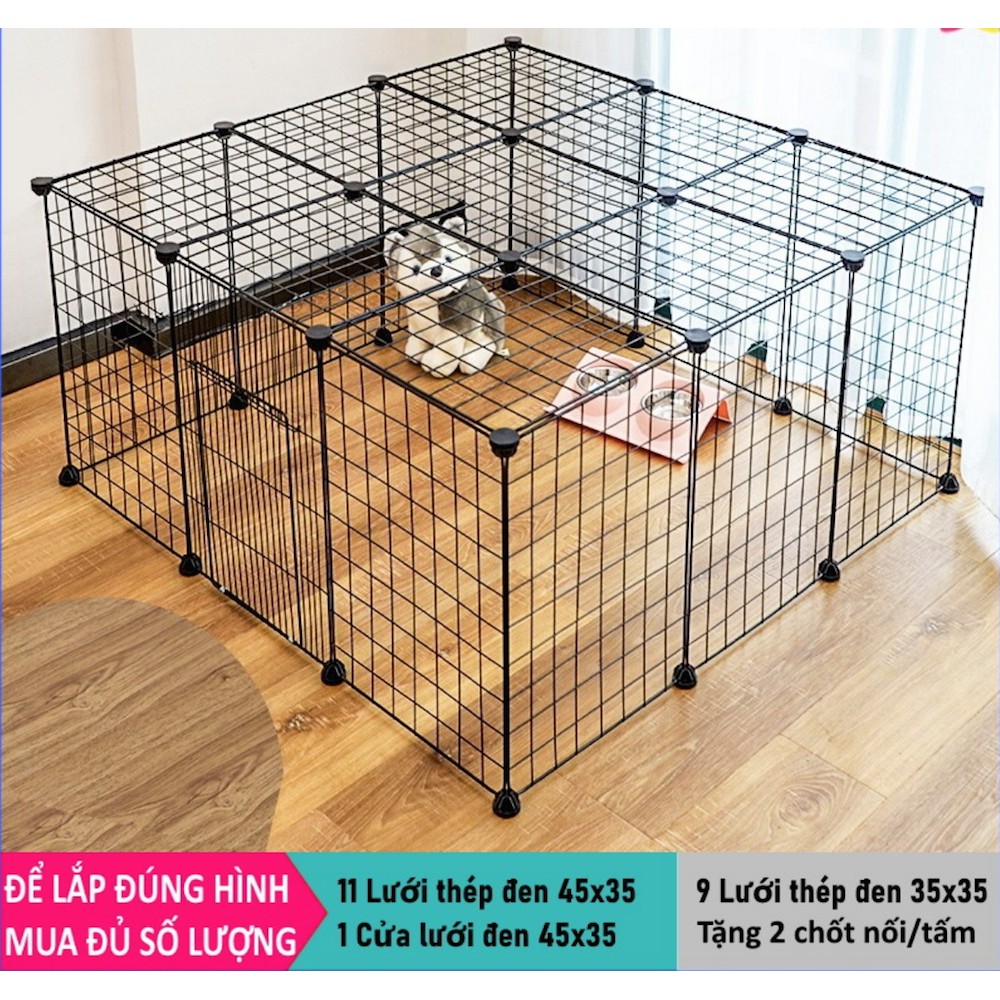 ĐỂ LẮP ĐÚNG HÌNH
MUA ĐỦ SỐ LƯỢNG
11 Lưới thép đen 45x35
1 Cửa lưới đen 45x35
9 Lưới thép đen 35x35
Tặng 2 chốt nối/tấm